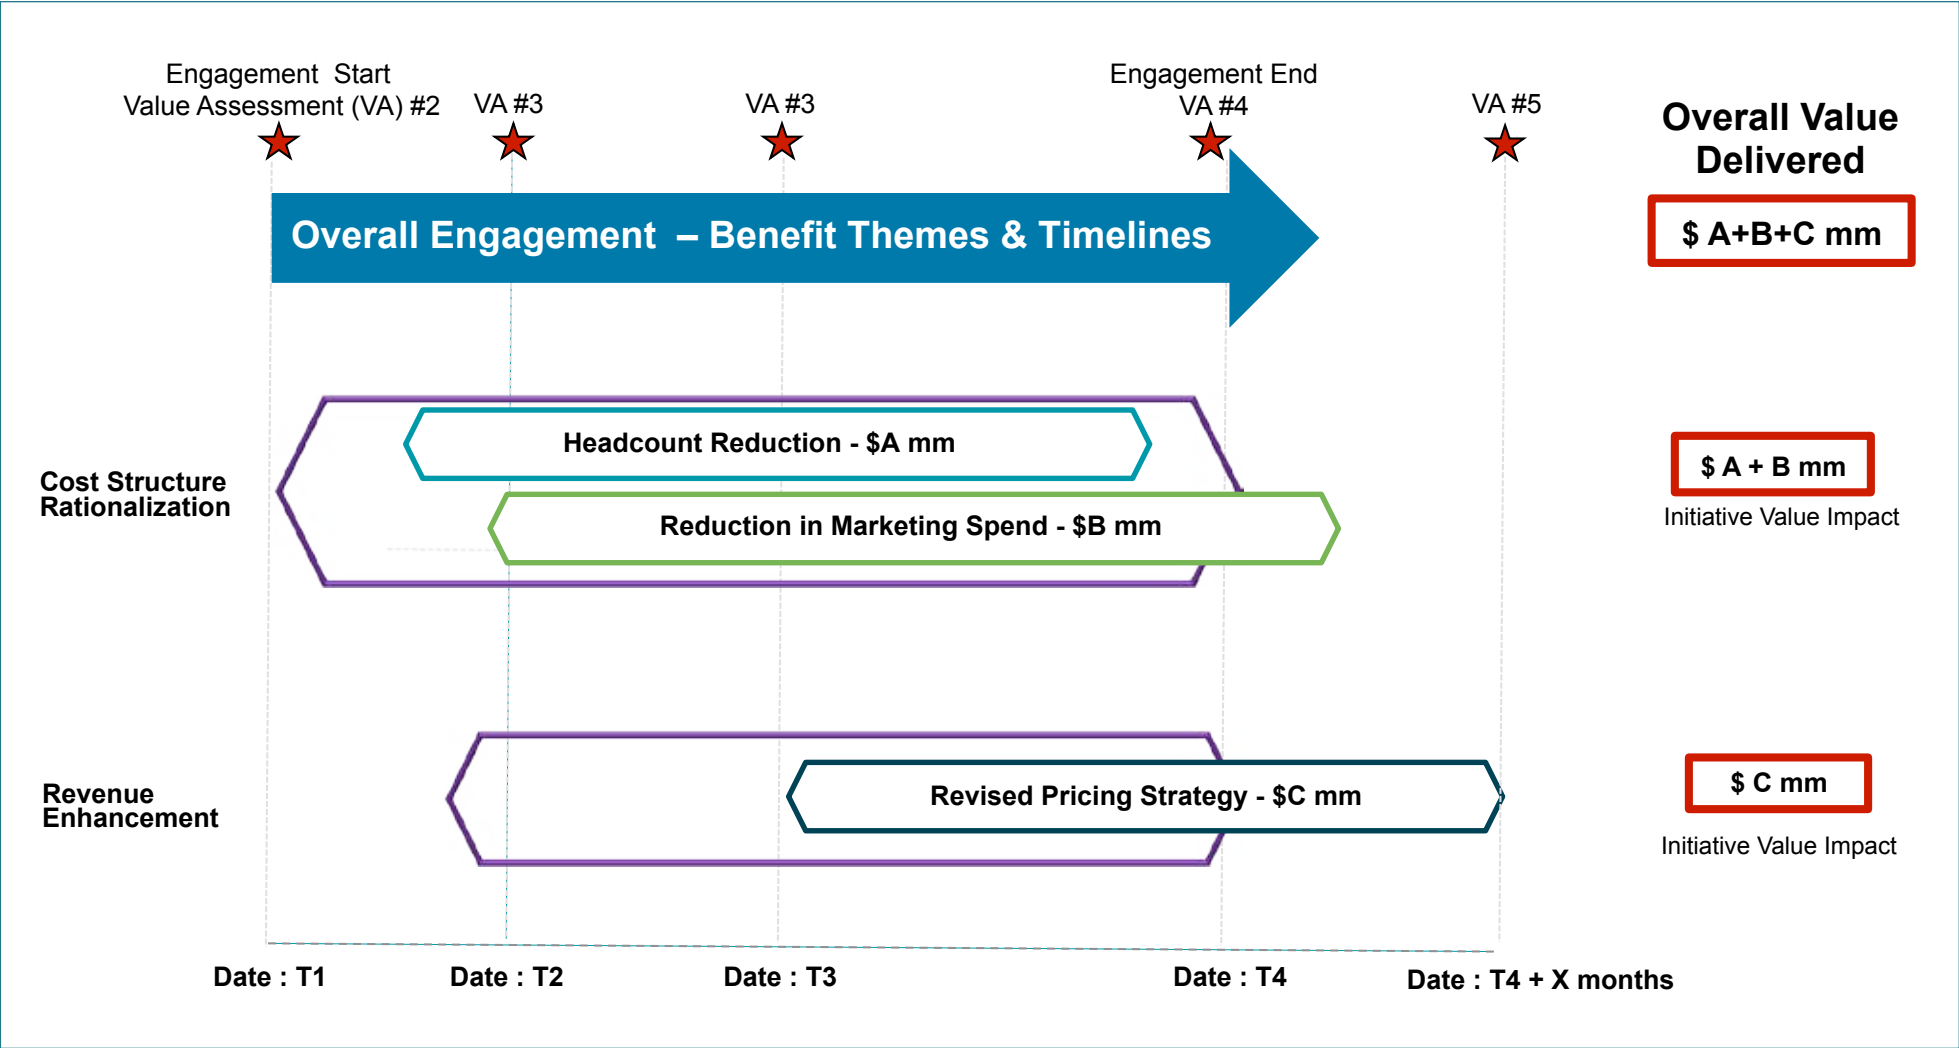 Engagement  Start
Value Assessment (VA) #2
VA #3
VA #3
Engagement End
VA #4
VA #5
Overall Value
Delivered
Overall Engagement  – Benefit Themes & Timelines
$ A+B+C mm
Headcount Reduction - $A mm
Cost Structure
Rationalization
Reduction in Marketing Spend - $B mm
$ A + B mm
Initiative Value Impact
Revenue
Enhancement
Revised Pricing Strategy - $C mm
$ C mm
Initiative Value Impact
Date : T1
Date : T2
Date : T3
Date : T4
Date : T4 + X months